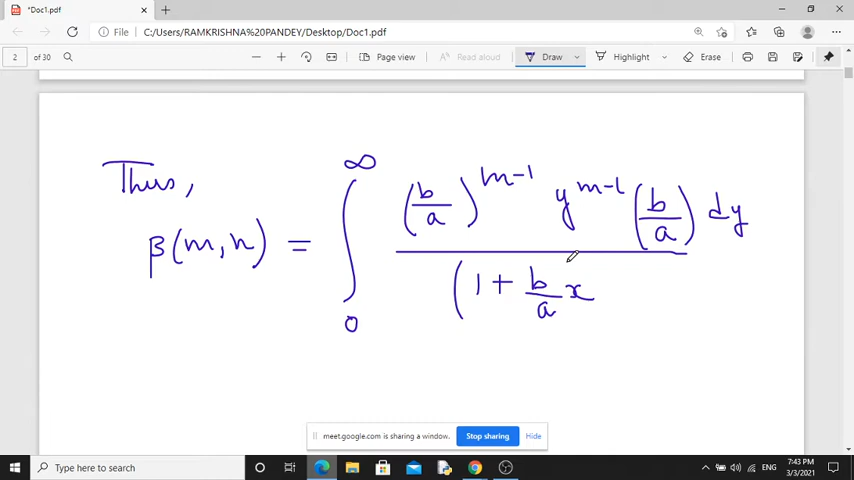 *Doc1.pdf
File C:/Users/RAMKRISHNA%20PANDEY/Desktop/Doc1.pdf
2 of 30 Page view Read aloud Draw Highlight Erase
Thus,
β(m,n) = ∫₀^∞ (b/a)^(m-1) y^(m-1) (b/a) dy / (1 + b/a x
meet.google.com is sharing a window. Stop sharing Hide
Type here to search ENG 7:43 PM 3/3/2021